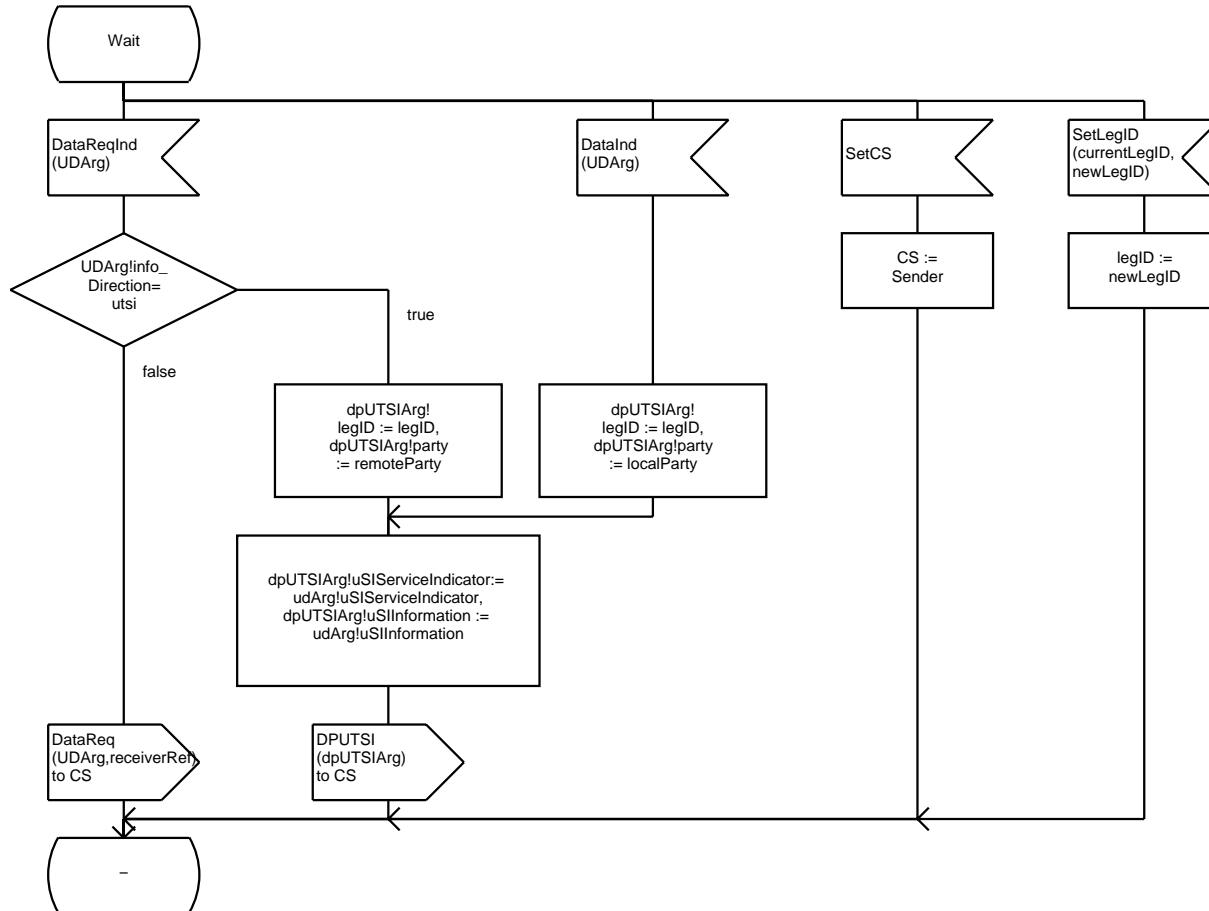 Wait
DataReqInd
(UDArg)
DataInd
(UDArg)
SetCS
SetLegID
(currentLegID,
newLegID)
UDArg!info_
Direction=
utsi
CS :=
Sender
legID :=
newLegID
true
false
dpUTSIArg!
legID := legID,
dpUTSIArg!party
:= remoteParty
dpUTSIArg!
legID := legID,
dpUTSIArg!party
:= localParty
dpUTSIArg!uSIServiceIndicator:=
udArg!uSIServiceIndicator,
dpUTSIArg!uSIInformation :=
udArg!uSIInformation
DataReq
(UDArg,receiverRef)
to CS
DPUTSI
(dpUTSIArg)
to CS
–